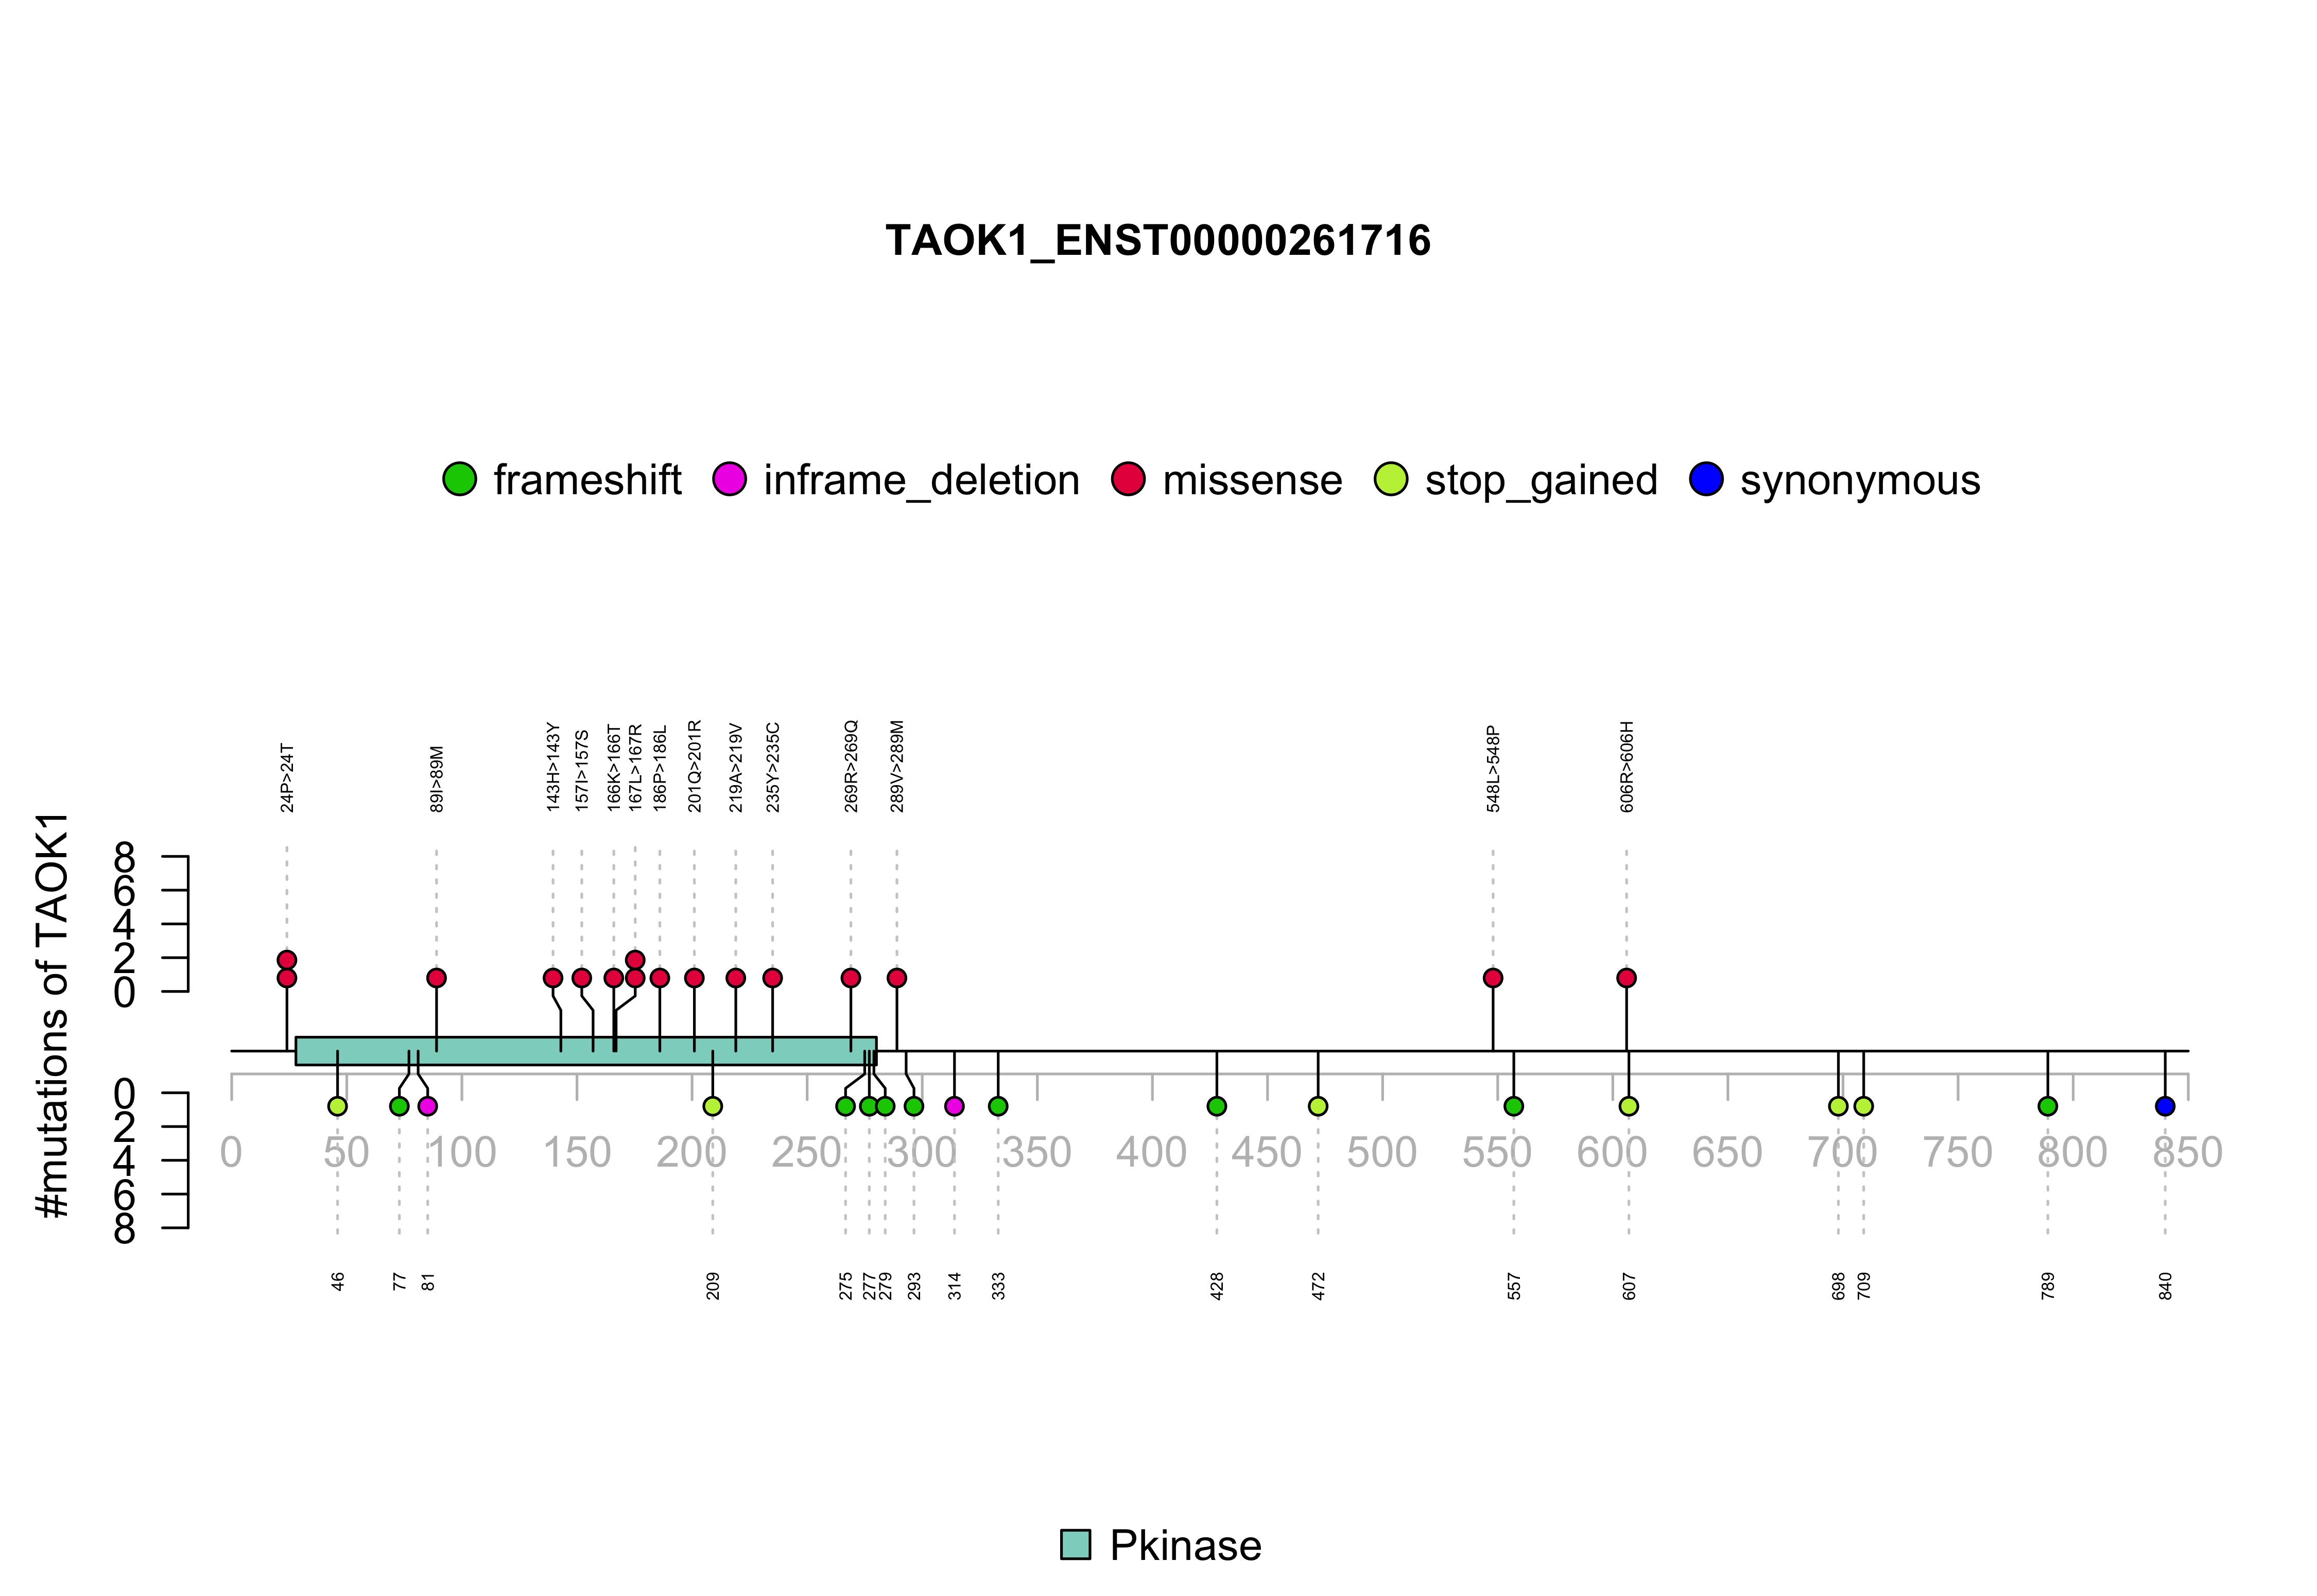 TAOK1_ENST00000261716
frameshift inframe_deletion missense stop_gained synonymous
24P>24T
89I>89M
143H>143Y
157I>157S
166K>166T
167L>167R
186P>186L
201Q>201R
219A>219V
235Y>235C
269R>269Q
289V>289M
548L>548P
606R>606H
#mutations of TAOK1
8
6
4
2
0
0
2
4
6
8
0 50 100 150 200 250 300 350 400 450 500 550 600 650 700 750 800 850
46
77
81
209
275
277
279
293
314
333
428
472
557
607
698
709
789
840
Pkinase